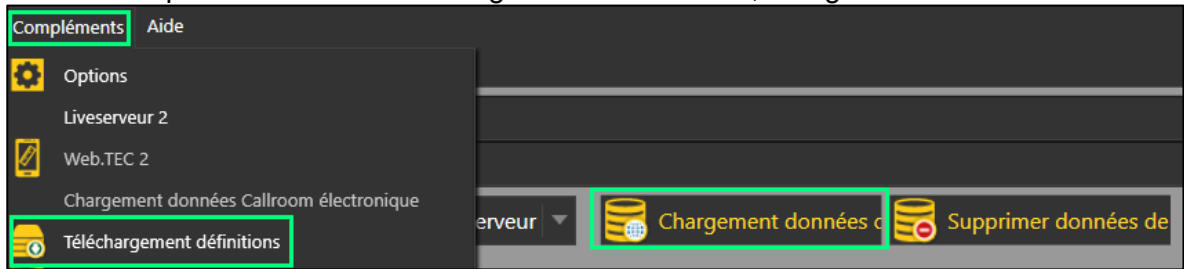 Compléments Aide
Options
Liveserveur 2
Web.TEC 2
Chargement données Callroom électronique
Téléchargement définitions
erveur Chargement données Supprimer données de